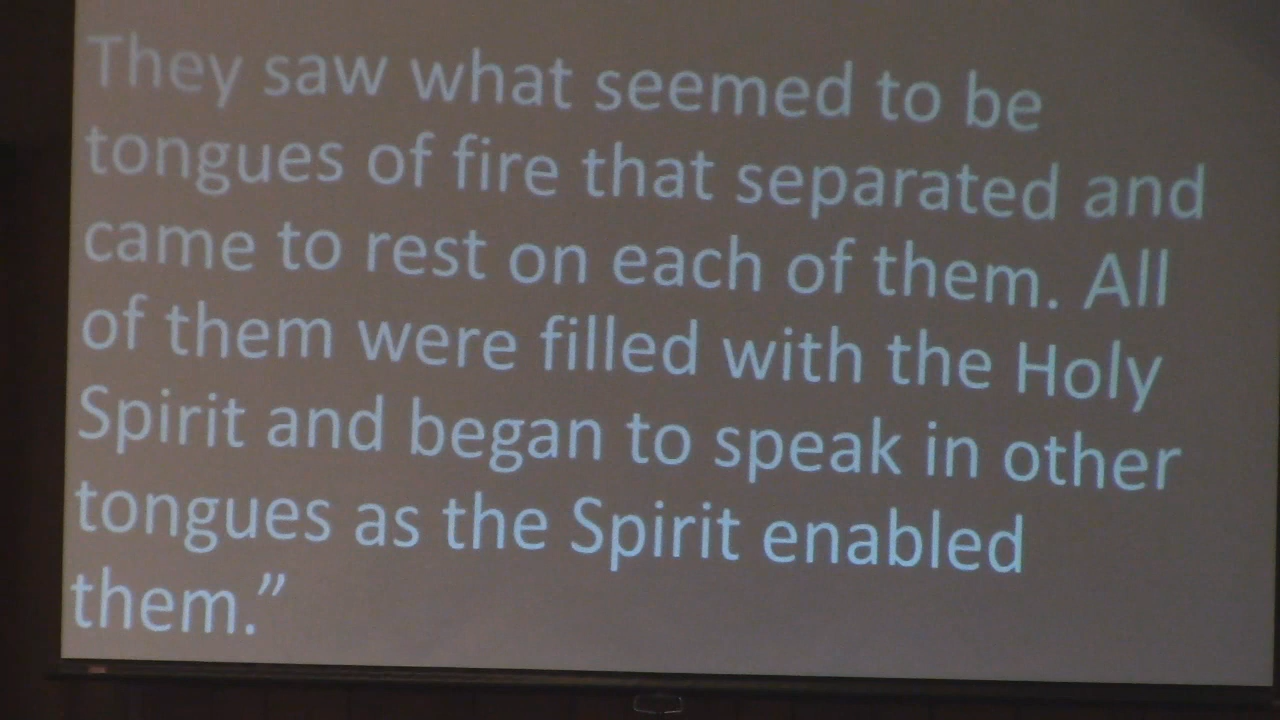 They saw what seemed to be
tongues of fire that separated and
came to rest on each of them. All
of them were filled with the Holy
Spirit and began to speak in other
tongues as the Spirit enabled
them.”